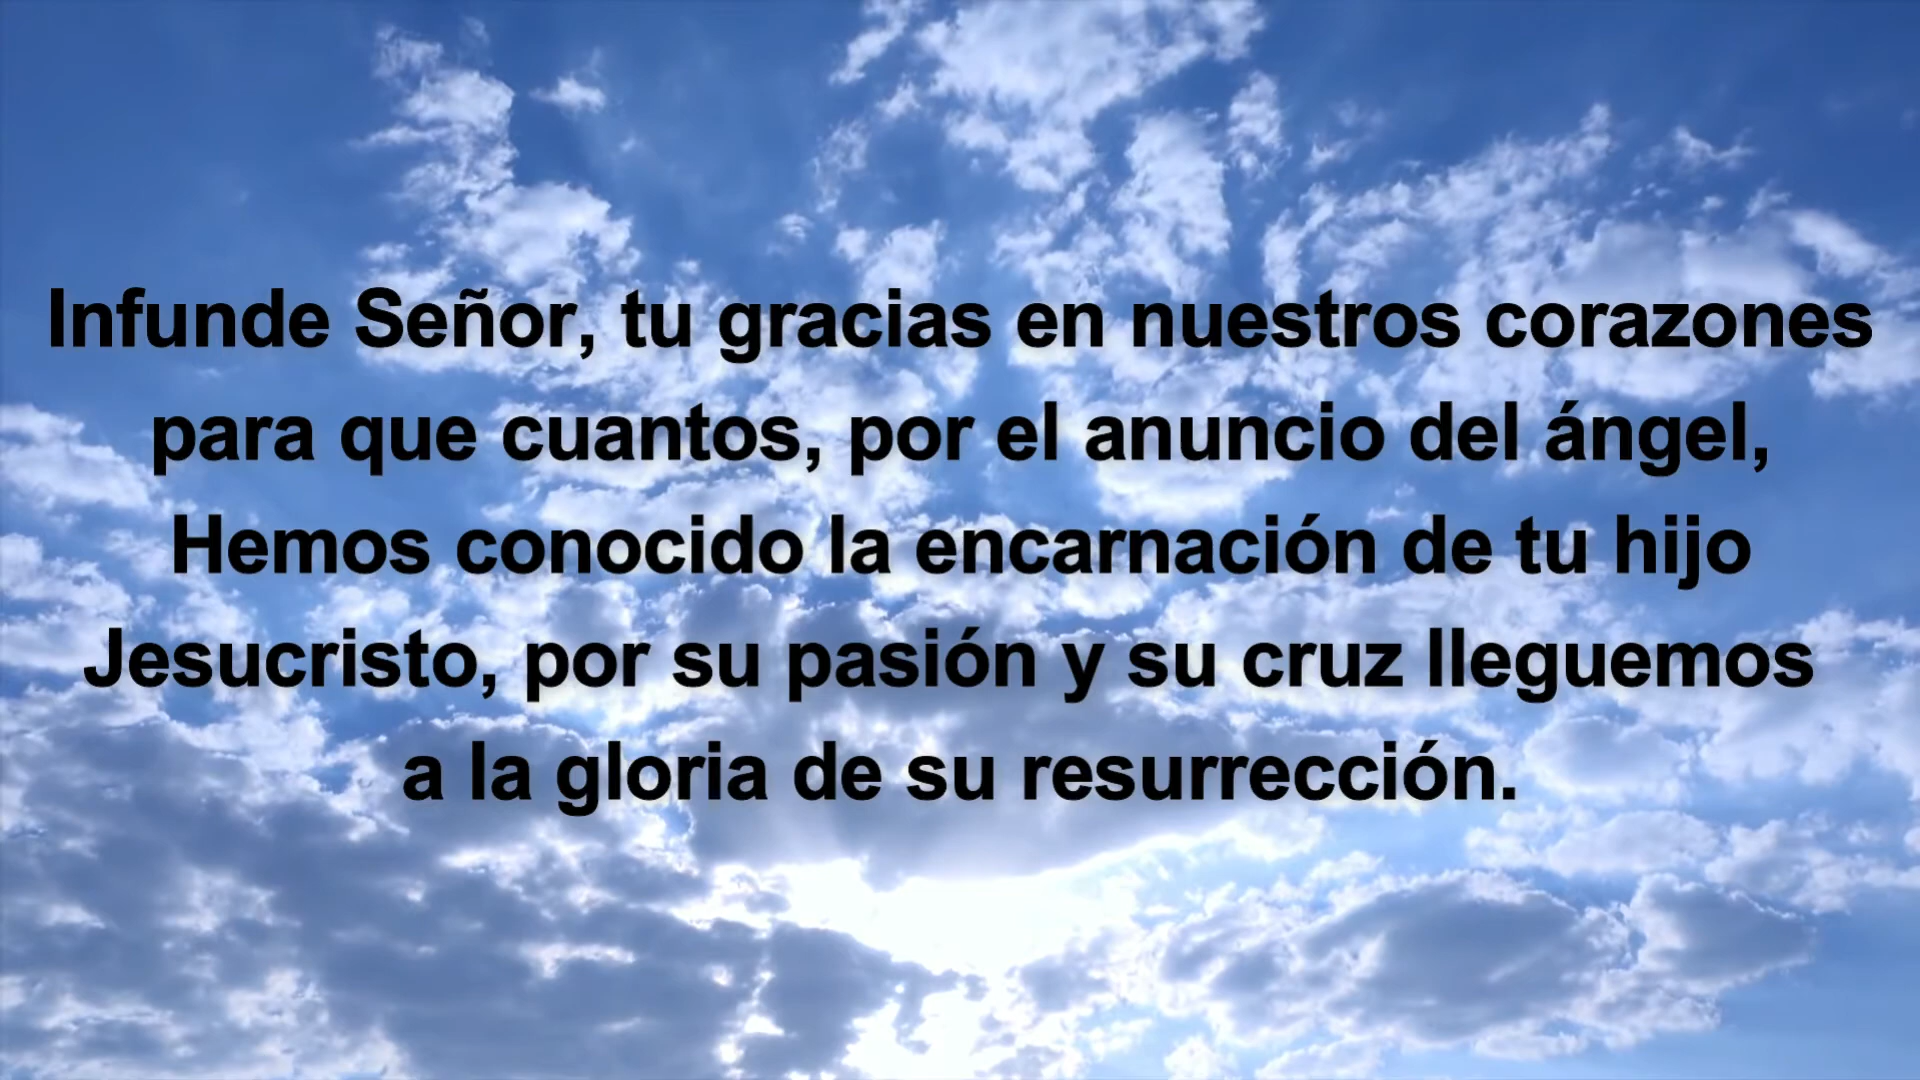 Infunde Señor, tu gracias en nuestros corazones
para que cuantos, por el anuncio del ángel,
Hemos conocido la encarnación de tu hijo
Jesucristo, por su pasión y su cruz lleguemos
a la gloria de su resurrección.